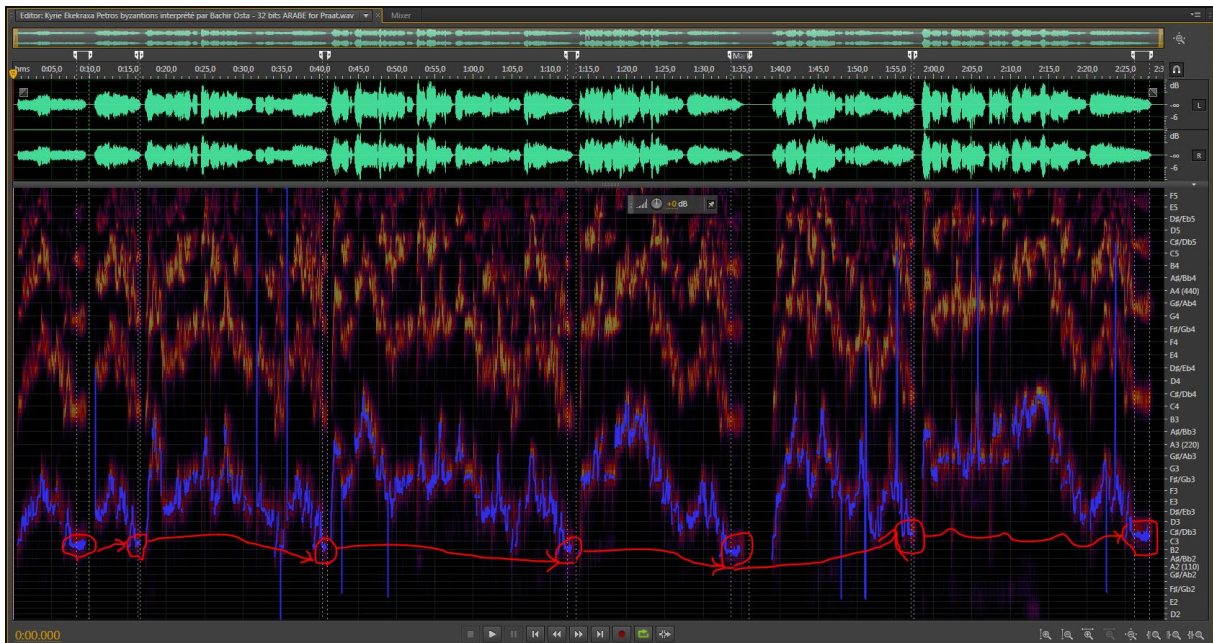 Editor: Kyrie Ekekraxa Petros byzantions interprété par Bachir Osta - 32 bits ARABE for Praat.wav
Mixer
hms 0:05,0 0:10,0 0:15,0 0:20,0 0:25,0 0:30,0 0:35,0 0:40,0 0:45,0 0:50,0 0:55,0 1:00,0 1:05,0 1:10,0 1:15,0 1:20,0 1:25,0 1:30,0 1:35,0 1:40,0 1:45,0 1:50,0 1:55,0 2:00,0 2:05,0 2:10,0 2:15,0 2:20,0 2:25,0 2:3
dB
-∞ L
-6
dB
-∞ R
-6
+0 dB
F5
E5
D♯/Eb5
D5
C♯/Db5
C5
B4
A♯/Bb4
A4 (440)
G♯/Ab4
G4
F♯/Gb4
F4
E4
D♯/Eb4
D4
C♯/Db4
C4
B3
A♯/Bb3
A3 (220)
G♯/Ab3
G3
F♯/Gb3
F3
E3
D♯/Eb3
D3
C♯/Db3
C3
B2
A♯/Bb2
A2 (110)
G♯/Ab2
F♯/Gb2
E2
D2
0:00.000